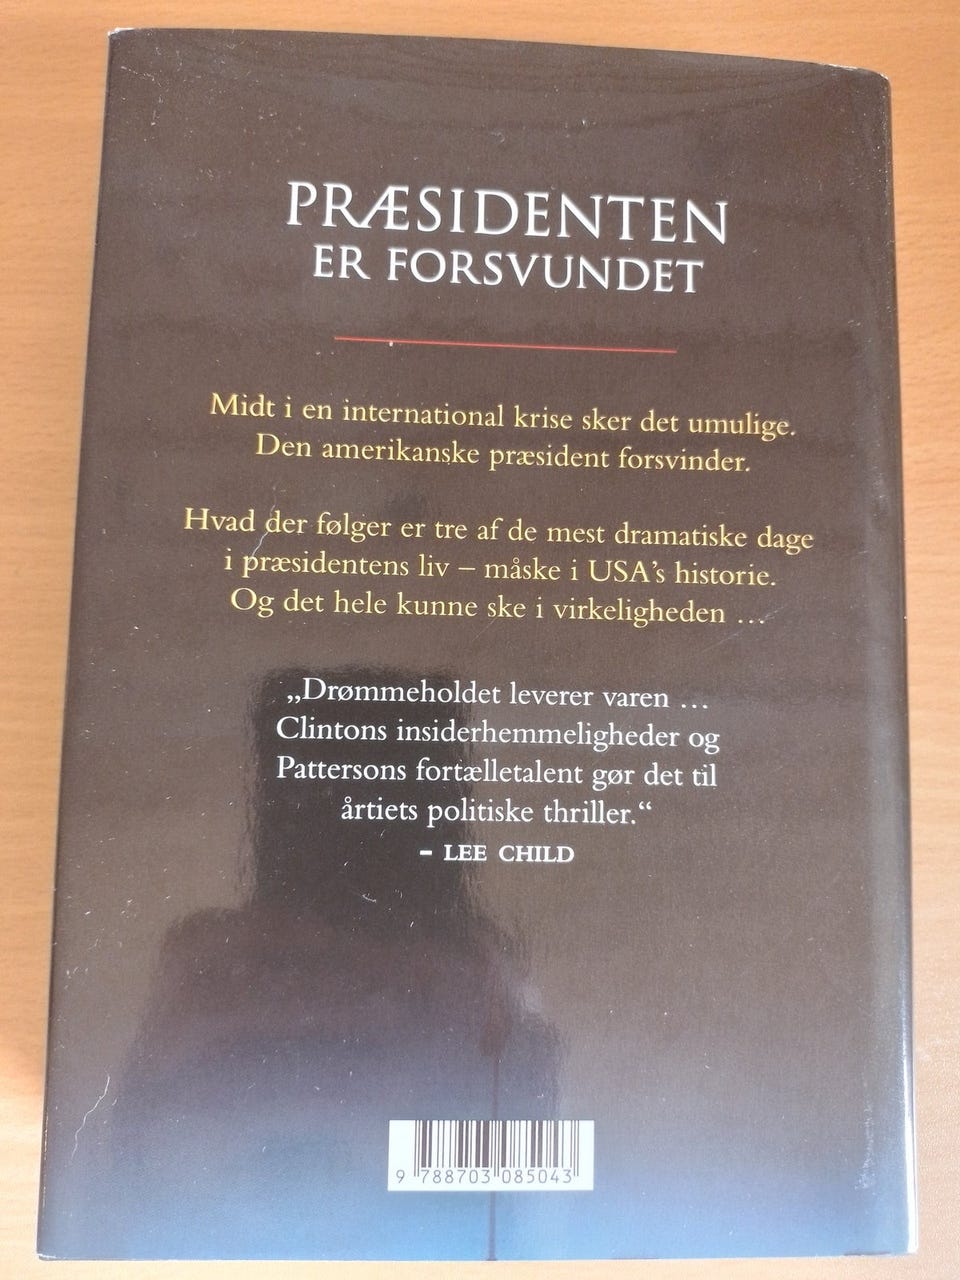 PRÆSIDENTEN
ER FORSVUNDET
Midt i en international krise sker det umulige.
Den amerikanske præsident forsvinder.
Hvad der følger er tre af de mest dramatiske dage
i præsidentens liv – måske i USA's historie.
Og det hele kunne ske i virkeligheden …
„Drømmeholdet leverer varen …
Clintons insiderhemmeligheder og
Pattersons fortælletalent gør det til
årtiets politiske thriller.“
– LEE CHILD
9 788703 085043